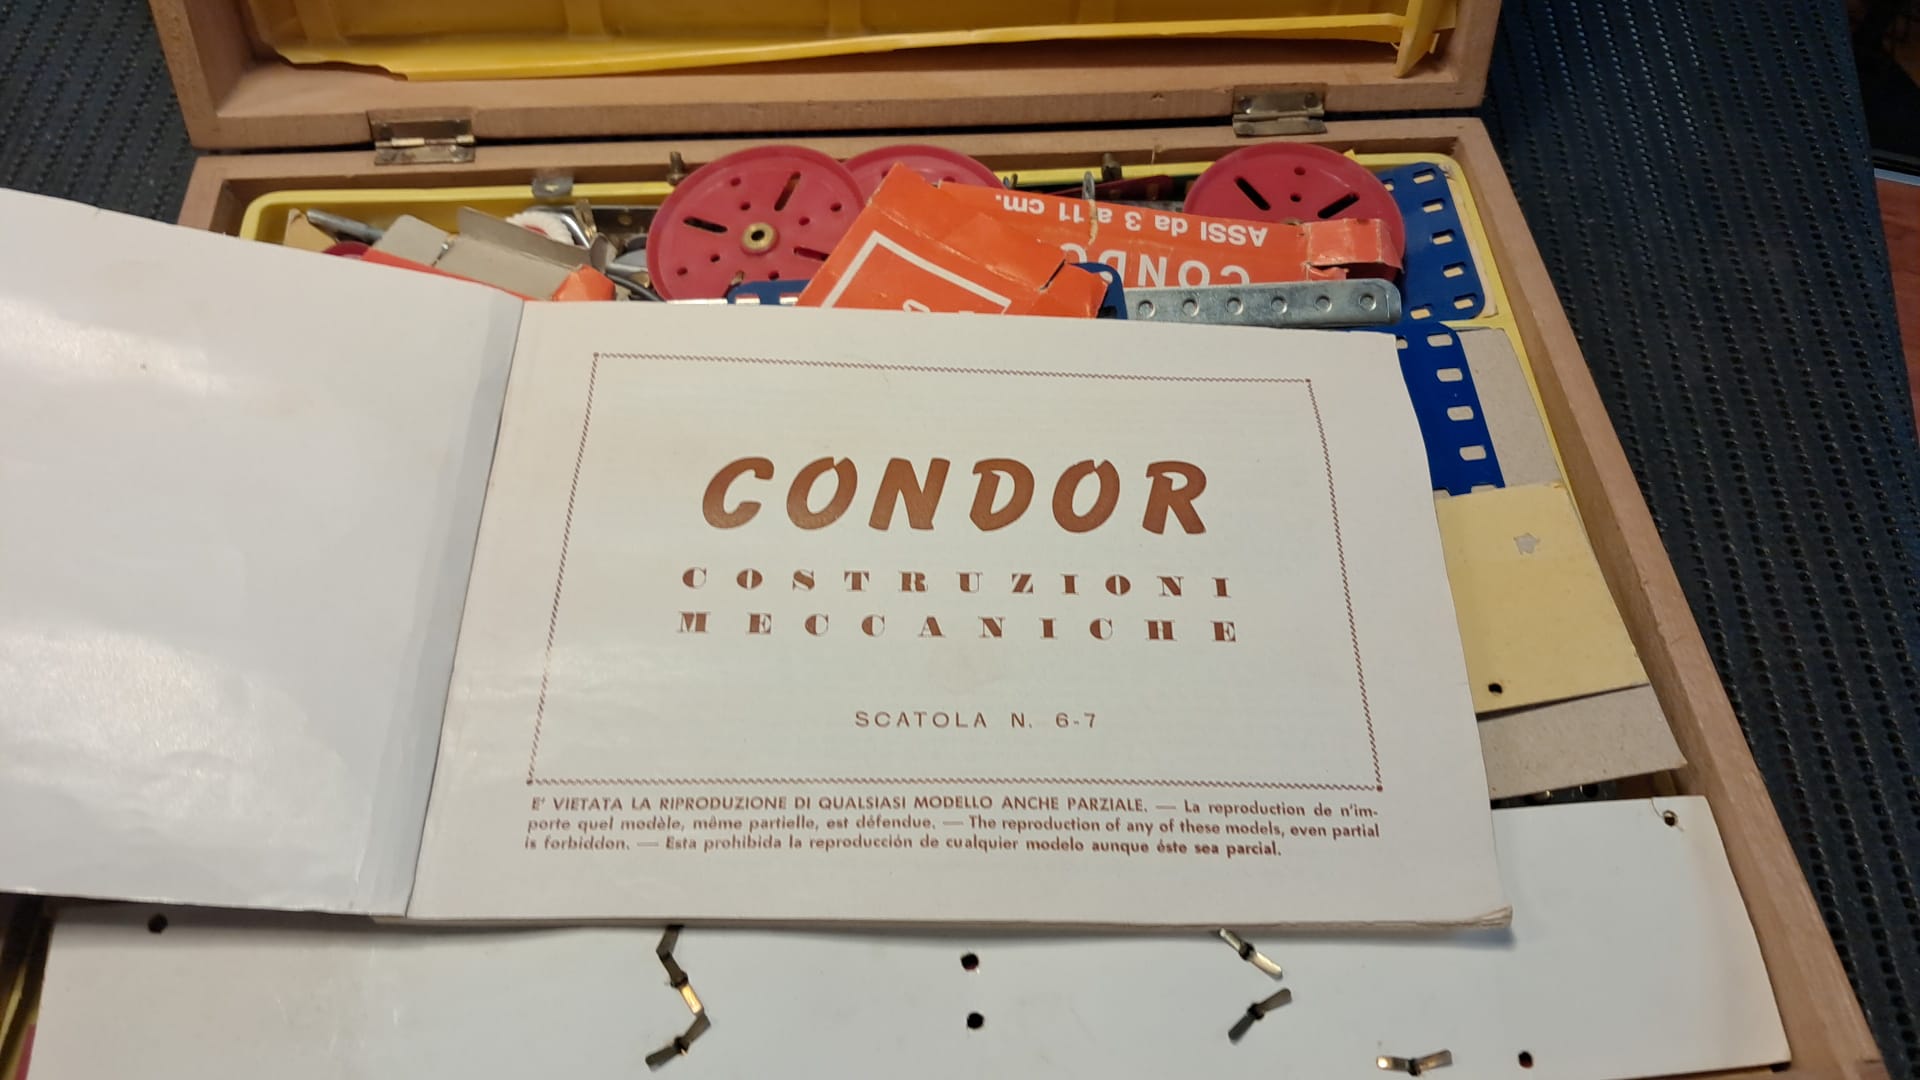 ASSI da 3 a 11 cm.
CONDO
CONDOR
COSTRUZIONI
MECCANICHE
SCATOLA N. 6-7
E' VIETATA LA RIPRODUZIONE DI QUALSIASI MODELLO ANCHE PARZIALE. — La reproduction de n'im-
porte quel modèle, même partielle, est défendue. — The reproduction of any of these models, even partial
is forbiddon. — Esta prohibida la reproducción de cualquier modelo aunque éste sea parcial.